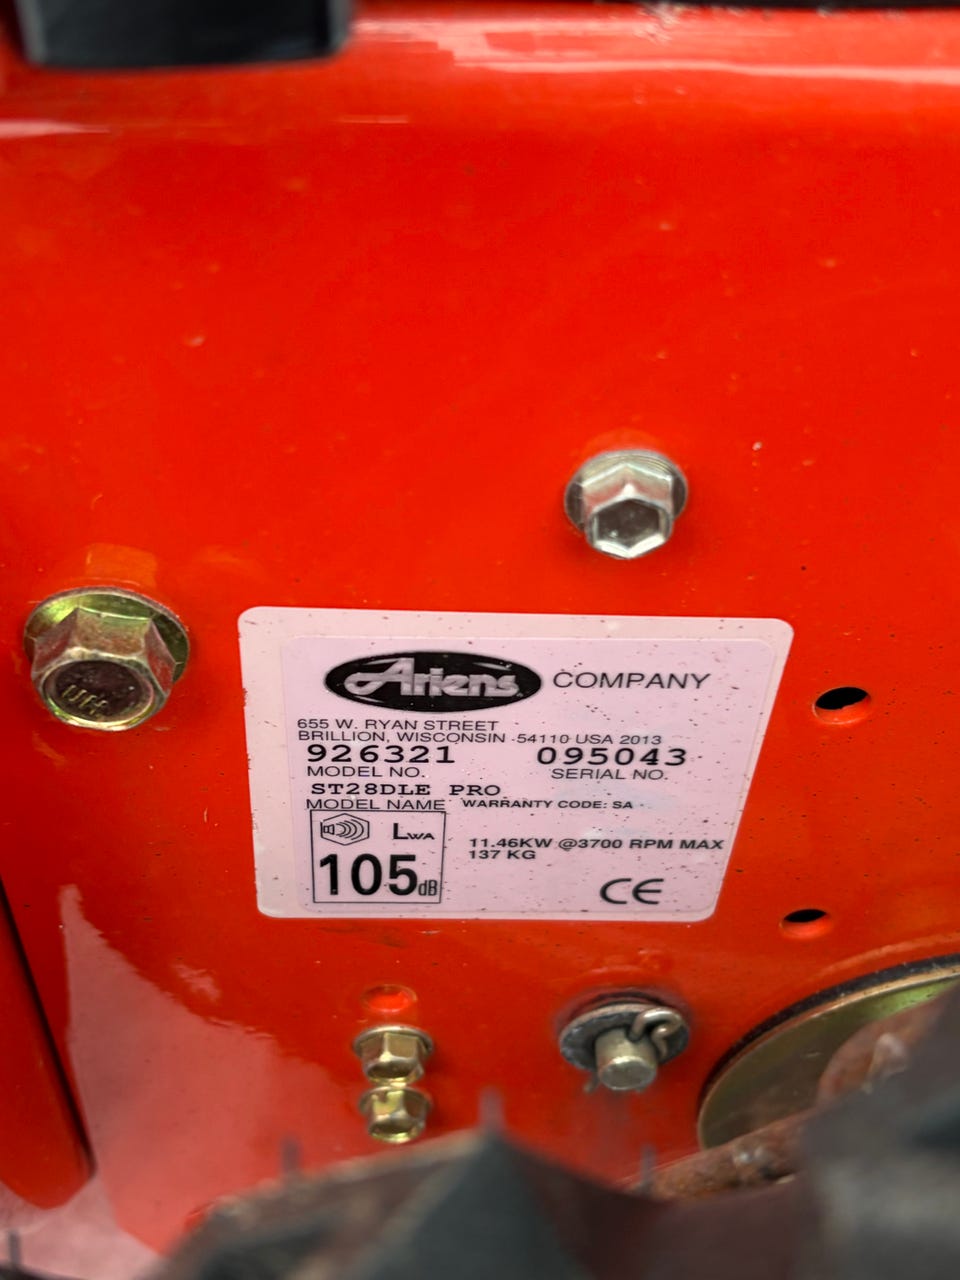 Ariens COMPANY
655 W. RYAN STREET
BRILLION, WISCONSIN 54110 USA 2013
926321 095043
MODEL NO. SERIAL NO.
ST28DLE PRO
MODEL NAME WARRANTY CODE: SA
LWA
105dB
11.46KW @3700 RPM MAX
137 KG
CE